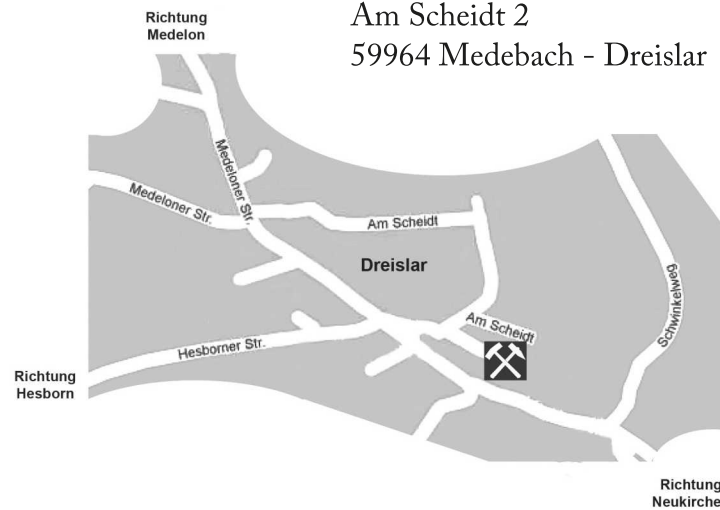 Am Scheidt 2
59964 Medebach - Dreislar
Richtung
Medelon
Medeloner Str.
Medeloner Str.
Am Scheidt
Dreislar
Schwinkelweg
Am Scheidt
Hesborner Str.
Richtung
Hesborn
Richtung
Neukirche